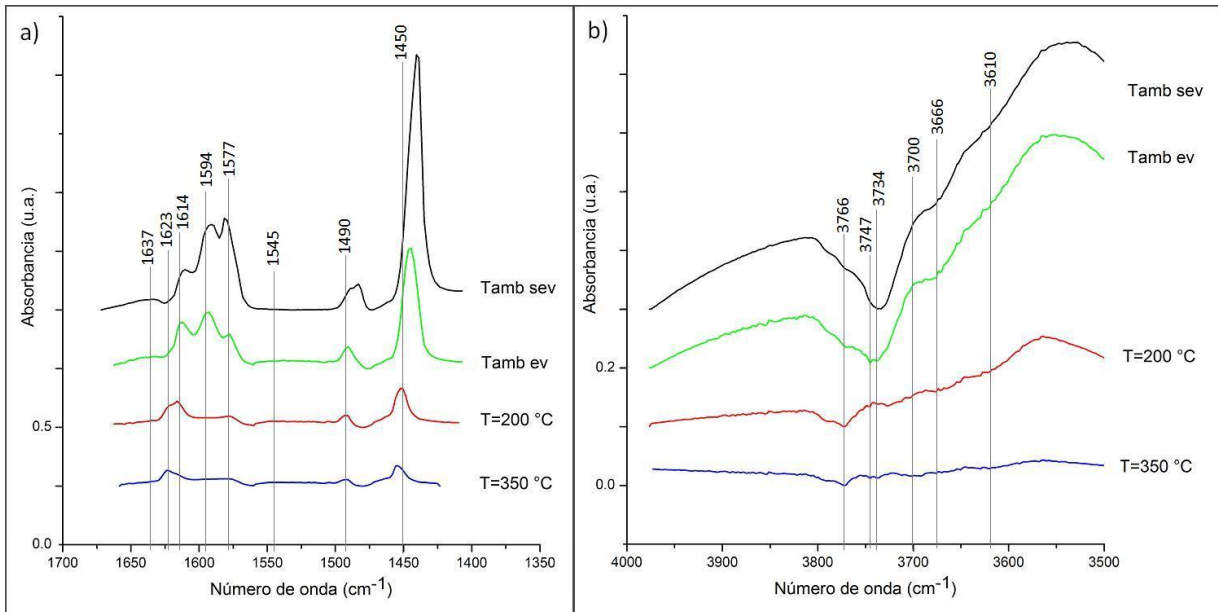 a)
1637
1623
1614
1594
1577
1545
1490
1450
Tamb sev
Tamb ev
T=200 °C
T=350 °C
0.5
0.0
Absorbancia (u.a.)
1700 1650 1600 1550 1500 1450 1400 1350
Número de onda (cm⁻¹)
b)
3766
3747
3734
3700
3666
3610
Tamb sev
Tamb ev
T=200 °C
T=350 °C
0.2
0.0
Absorbancia (u.a.)
4000 3900 3800 3700 3600 3500
Número de onda (cm⁻¹)